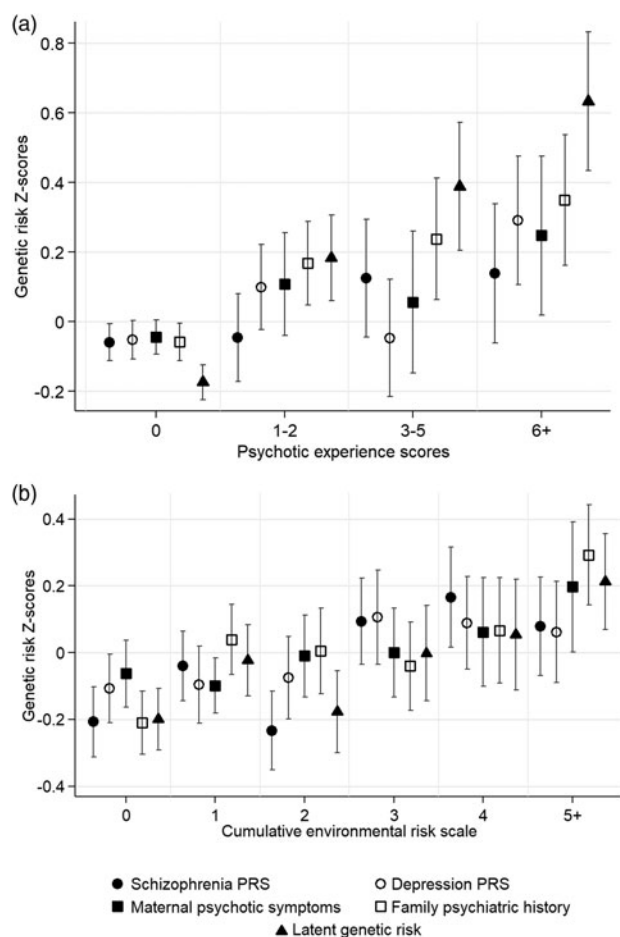 (a)
0.8
0.6
0.4
0.2
0
-0.2
Genetic risk Z-scores
0 1-2 3-5 6+
Psychotic experience scores
(b)
0.4
0.2
0
-0.2
-0.4
Genetic risk Z-scores
0 1 2 3 4 5+
Cumulative environmental risk scale
Schizophrenia PRS Depression PRS
Maternal psychotic symptoms Family psychiatric history
Latent genetic risk